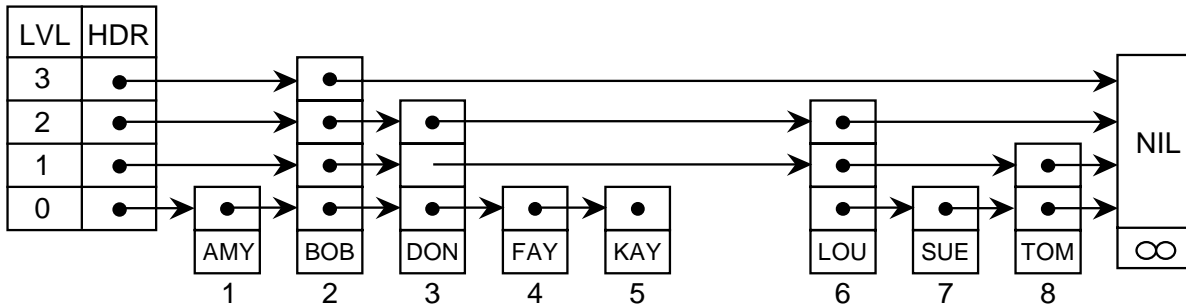 LVL HDR
3
2
1
0
NIL
AMY BOB DON FAY KAY LOU SUE TOM ∞
1 2 3 4 5 6 7 8